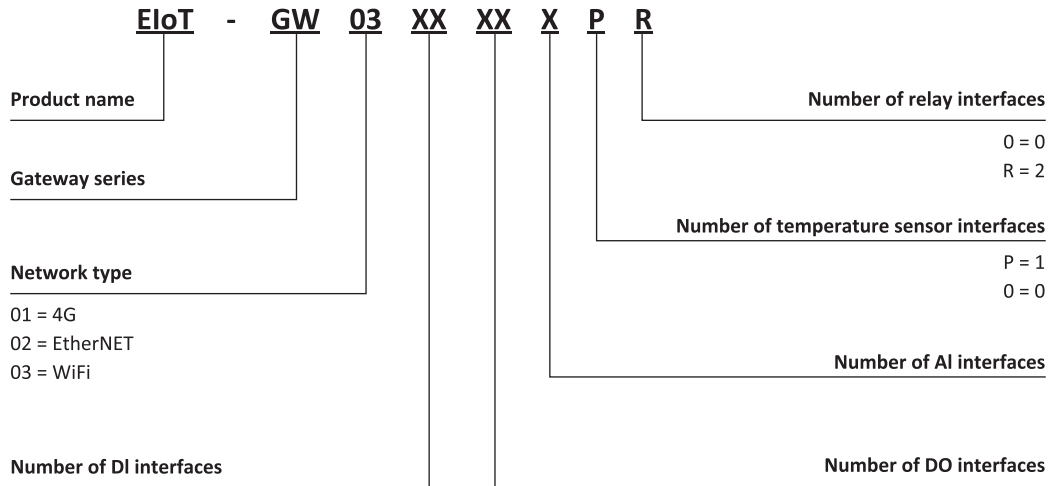 EIoT - GW 03 XX XX X P R
Product name
Gateway series
Network type
01 = 4G
02 = EtherNET
03 = WiFi
Number of Dl interfaces
Number of relay interfaces
0 = 0
R = 2
Number of temperature sensor interfaces
P = 1
0 = 0
Number of Al interfaces
Number of DO interfaces